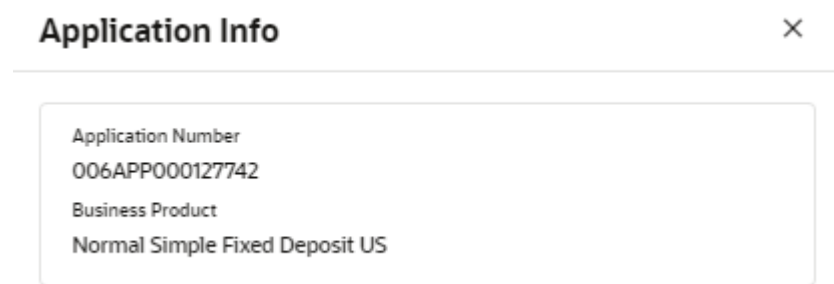 Application Info
Application Number
006APP000127742
Business Product
Normal Simple Fixed Deposit US